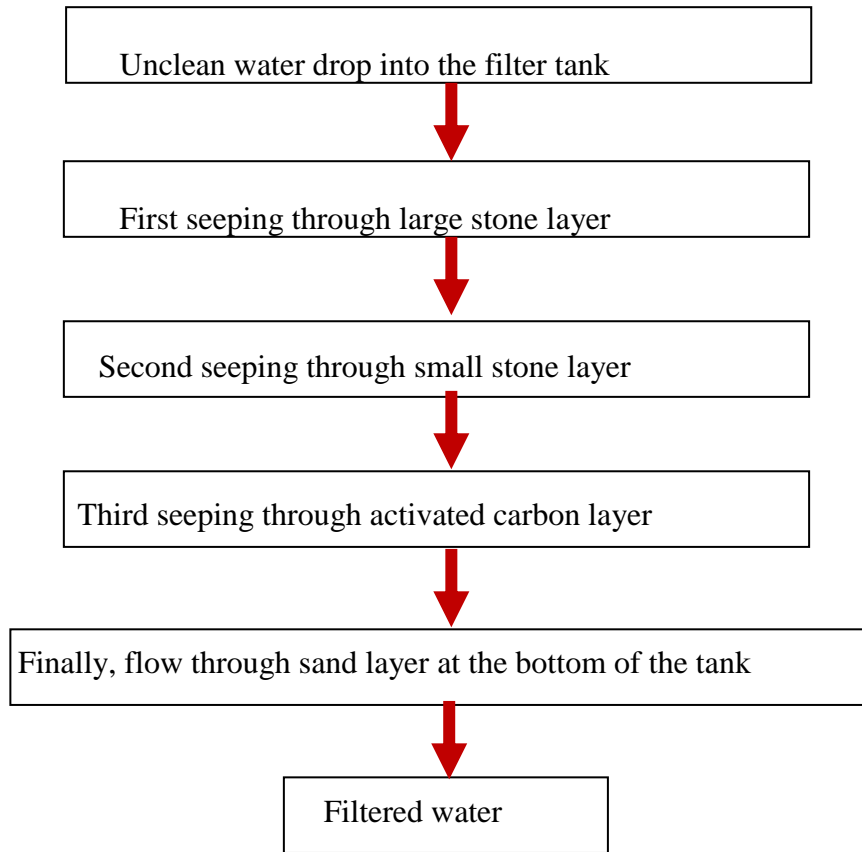 Unclean water drop into the filter tank
First seeping through large stone layer
Second seeping through small stone layer
Third seeping through activated carbon layer
Finally, flow through sand layer at the bottom of the tank
Filtered water